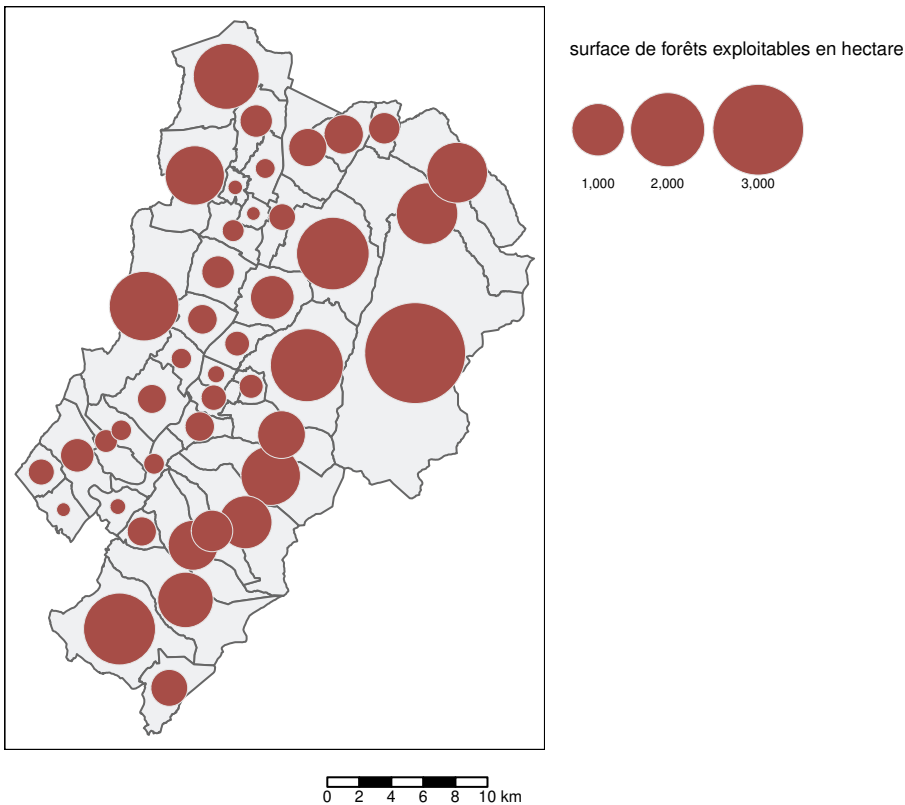 surface de forêts exploitables en hectare
1,000 2,000 3,000
0 2 4 6 8 10 km